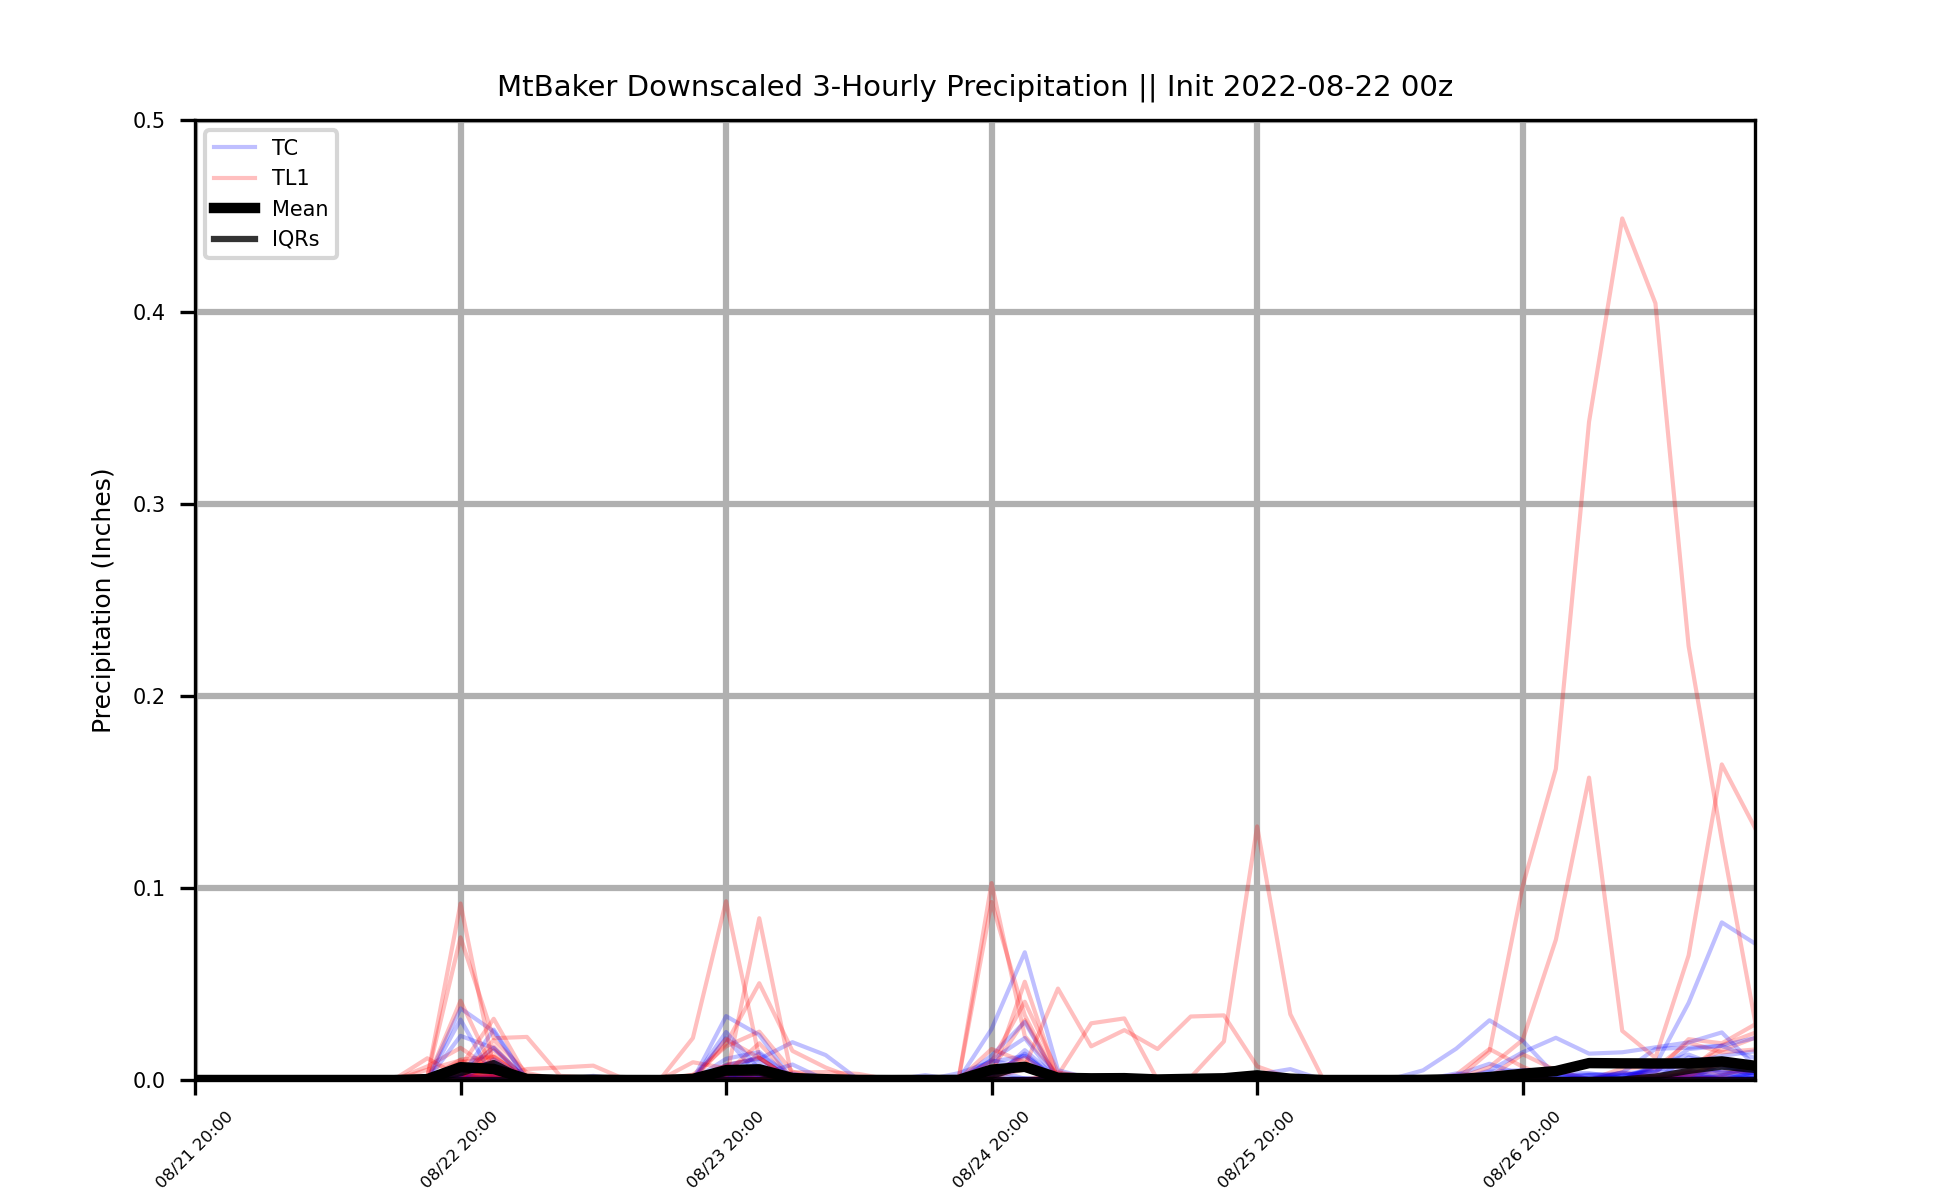 MtBaker Downscaled 3-Hourly Precipitation || Init 2022-08-22 00z
0.5
0.4
0.3
0.2
0.1
0.0
Precipitation (Inches)
TC
TL1
Mean
IQRs
08/21 20:00
08/22 20:00
08/23 20:00
08/24 20:00
08/25 20:00
08/26 20:00